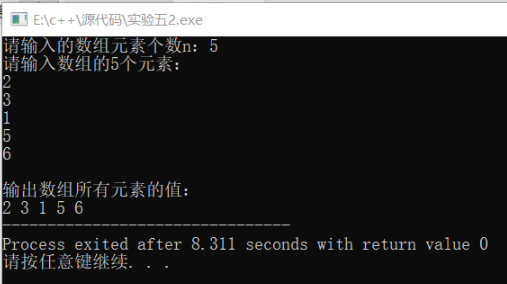 E:\c++\源代码\实验五2.exe
请输入的数组元素个数n：5
请输入数组的5个元素：
2
3
1
5
6
输出数组所有元素的值：
2 3 1 5 6
--------------------------------
Process exited after 8.311 seconds with return value 0
请按任意键继续. . .